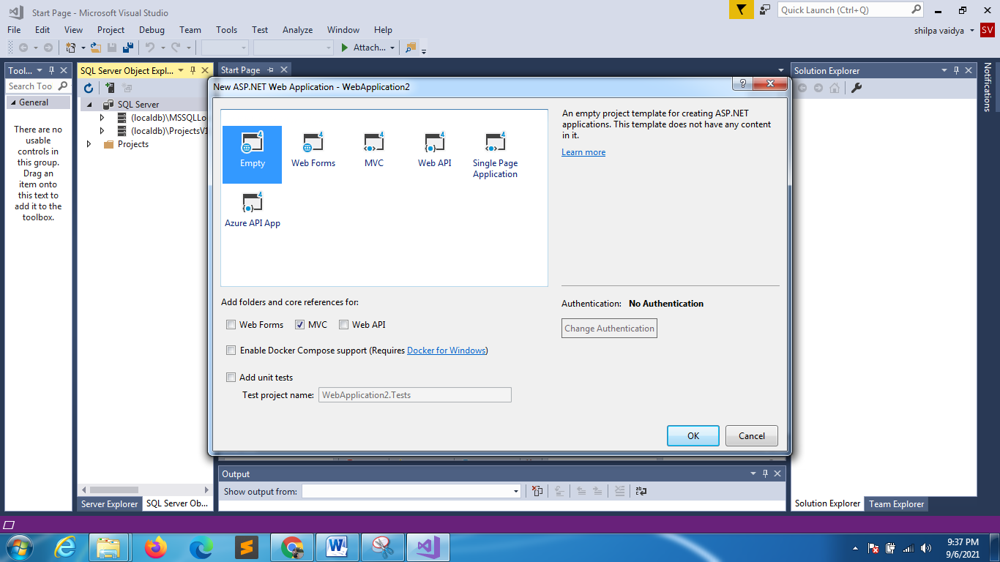 Start Page - Microsoft Visual Studio
Quick Launch (Ctrl+Q)
File Edit View Project Debug Team Tools Test Analyze Window Help
shilpa vaidya SV
Attach...
Tool...
SQL Server Object Expl...
Start Page
Solution Explorer
Notifications
Search Too
General
There are no
usable
controls in
this group.
Drag an
item onto
this text to
add it to the
toolbox.
SQL Server
(localdb)\MSSQLLo
(localdb)\ProjectsV1
Projects
New ASP.NET Web Application - WebApplication2
Empty
Web Forms
MVC
Web API
Single Page
Application
Azure API App
An empty project template for creating ASP.NET
applications. This template does not have any content
in it.
Learn more
Add folders and core references for:
Web Forms MVC Web API
Enable Docker Compose support (Requires Docker for Windows)
Add unit tests
Test project name: WebApplication2.Tests
Authentication: No Authentication
Change Authentication
OK Cancel
Output
Show output from:
Server Explorer SQL Server Ob...
Solution Explorer Team Explorer
9:37 PM
9/6/2021